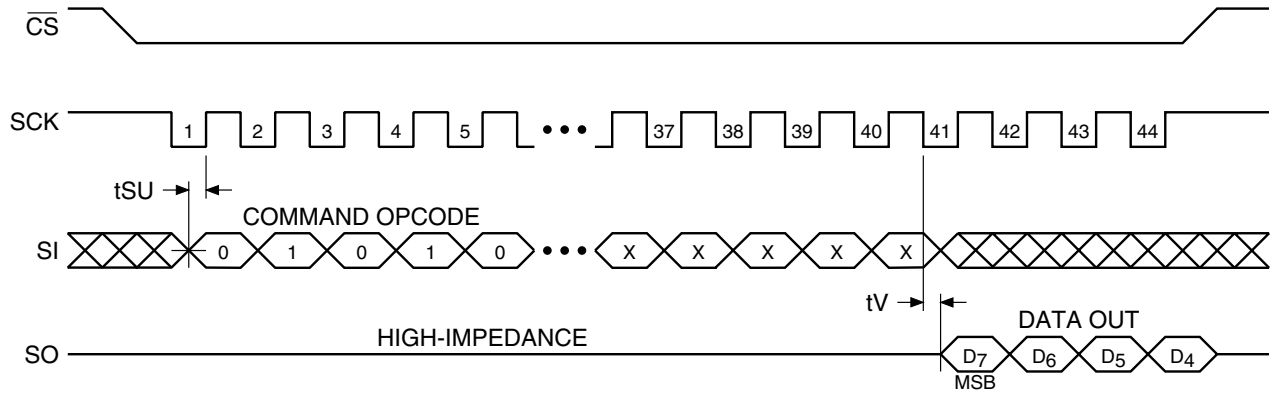 CS
SCK 1 2 3 4 5 ••• 37 38 39 40 41 42 43 44
tSU
COMMAND OPCODE
SI 0 1 0 1 0 ••• X X X X X
tV
HIGH-IMPEDANCE
DATA OUT
SO D7 D6 D5 D4
MSB